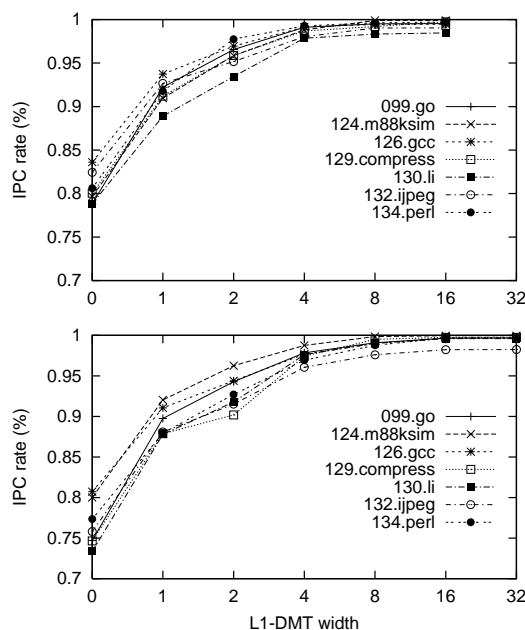 1
0.95
0.9
0.85
0.8
0.75
0.7
IPC rate (%)
099.go
124.m88ksim
126.gcc
129.compress
130.li
132.ijpeg
134.perl
0 1 2 4 8 16 32
1
0.95
0.9
0.85
0.8
0.75
0.7
IPC rate (%)
099.go
124.m88ksim
126.gcc
129.compress
130.li
132.ijpeg
134.perl
0 1 2 4 8 16 32
L1-DMT width